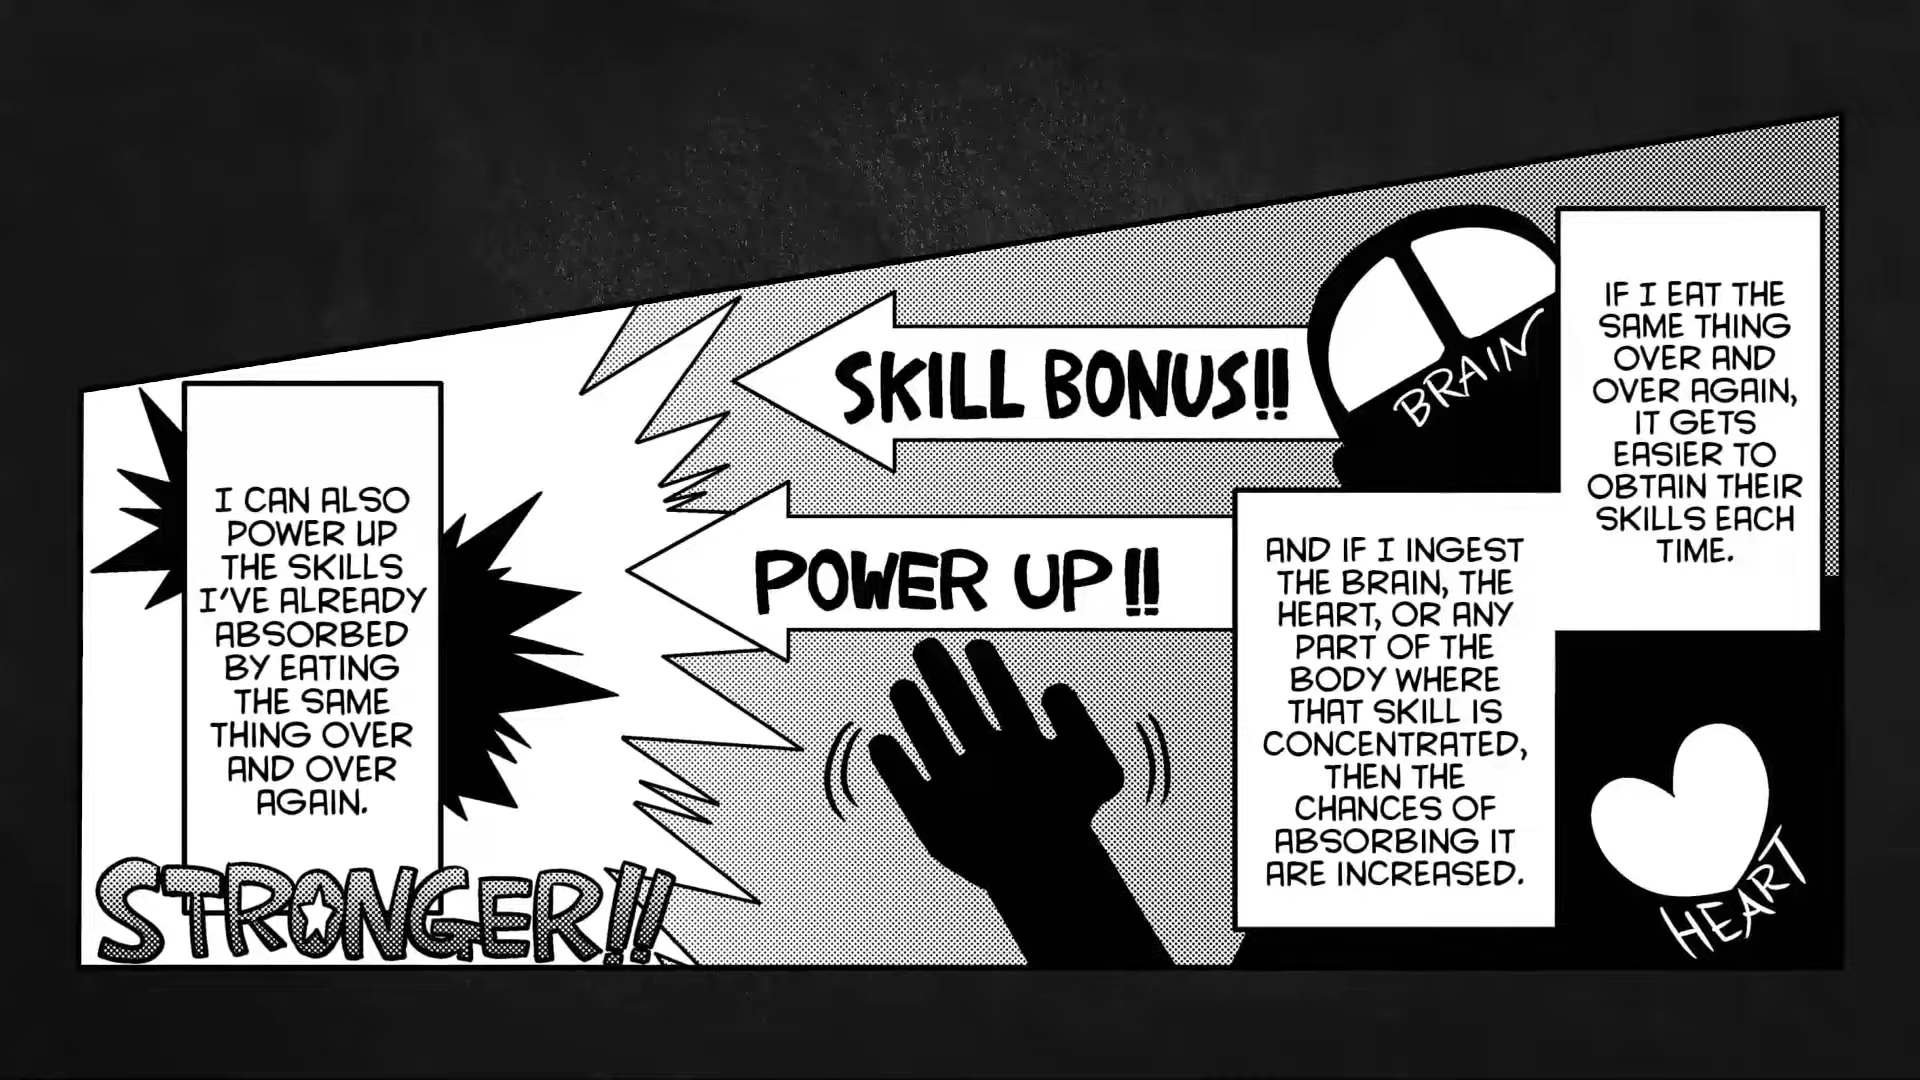 IF I EAT THE
SAME THING
OVER AND
OVER AGAIN,
IT GETS
EASIER TO
OBTAIN THEIR
SKILLS EACH
TIME.
BRAIN
SKILL BONUS!!
AND IF I INGEST
THE BRAIN, THE
HEART, OR ANY
PART OF THE
BODY WHERE
THAT SKILL IS
CONCENTRATED,
THEN THE
CHANCES OF
ABSORBING IT
ARE INCREASED.
HEART
POWER UP!!
I CAN ALSO
POWER UP
THE SKILLS
I'VE ALREADY
ABSORBED
BY EATING
THE SAME
THING OVER
AND OVER
AGAIN.
STRONGER!!